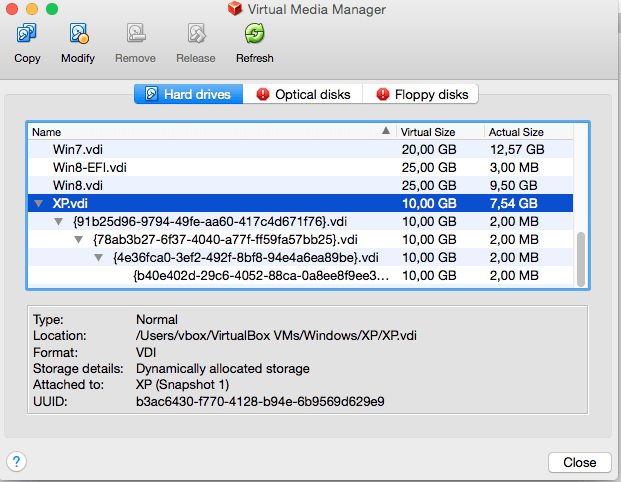 Virtual Media Manager
Copy Modify Remove Release Refresh
Hard drives Optical disks Floppy disks
Name Virtual Size Actual Size
Win7.vdi 20,00 GB 12,57 GB
Win8-EFI.vdi 25,00 GB 3,00 MB
Win8.vdi 25,00 GB 9,50 GB
XP.vdi 10,00 GB 7,54 GB
{91b25d96-9794-49fe-aa60-417c4d671f76}.vdi 10,00 GB 2,00 MB
{78ab3b27-6f37-4040-a77f-ff59fa57bb25}.vdi 10,00 GB 2,00 MB
{4e36fca0-3ef2-492f-8bf8-94e4a6ea89be}.vdi 10,00 GB 2,00 MB
{b40e402d-29c6-4052-88ca-0a8ee8f9ee3... 10,00 GB 2,00 MB
Type: Normal
Location: /Users/vbox/VirtualBox VMs/Windows/XP/XP.vdi
Format: VDI
Storage details: Dynamically allocated storage
Attached to: XP (Snapshot 1)
UUID: b3ac6430-f770-4128-b94e-6b9569d629e9
? Close